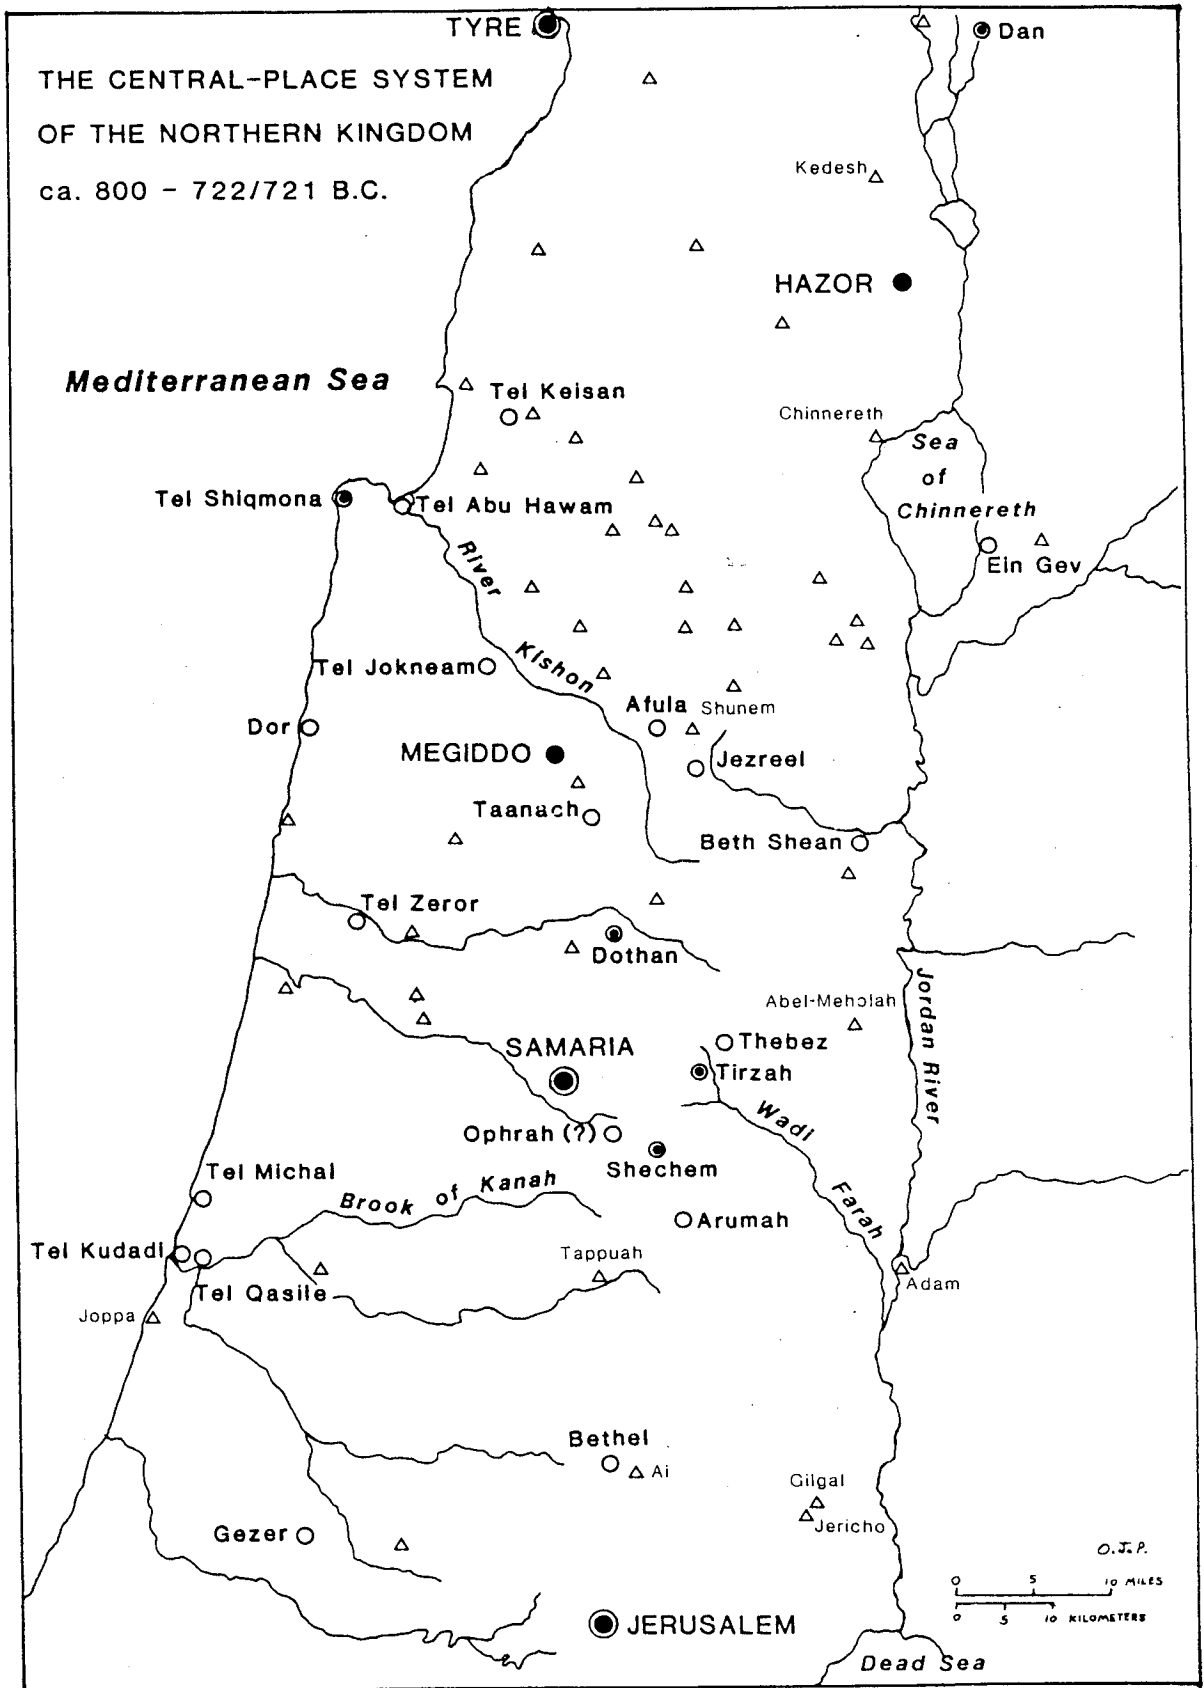 TYRE
Dan
THE CENTRAL-PLACE SYSTEM
OF THE NORTHERN KINGDOM
ca. 800 - 722/721 B.C.
Kedesh
HAZOR
Mediterranean Sea
Tel Keisan
Chinnereth
Sea
of
Chinnereth
Tel Shiqmona
Tel Abu Hawam
River
Kishon
Ein Gev
Tel Jokneam
Afula
Shunem
Dor
MEGIDDO
Jezreel
Taanach
Beth Shean
Tel Zeror
Dothan
Jordan River
Abel-Meholah
SAMARIA
Thebez
Tirzah
Wadi
Farah
Ophrah (?)
Shechem
Tel Michal
Brook of Kanah
Arumah
Tel Kudadi
Tappuah
Adam
Tel Qasile
Joppa
Bethel
Ai
Gilgal
Jericho
Gezer
O.J.P.
0 5 10 MILES
0 5 10 KILOMETERS
JERUSALEM
Dead Sea